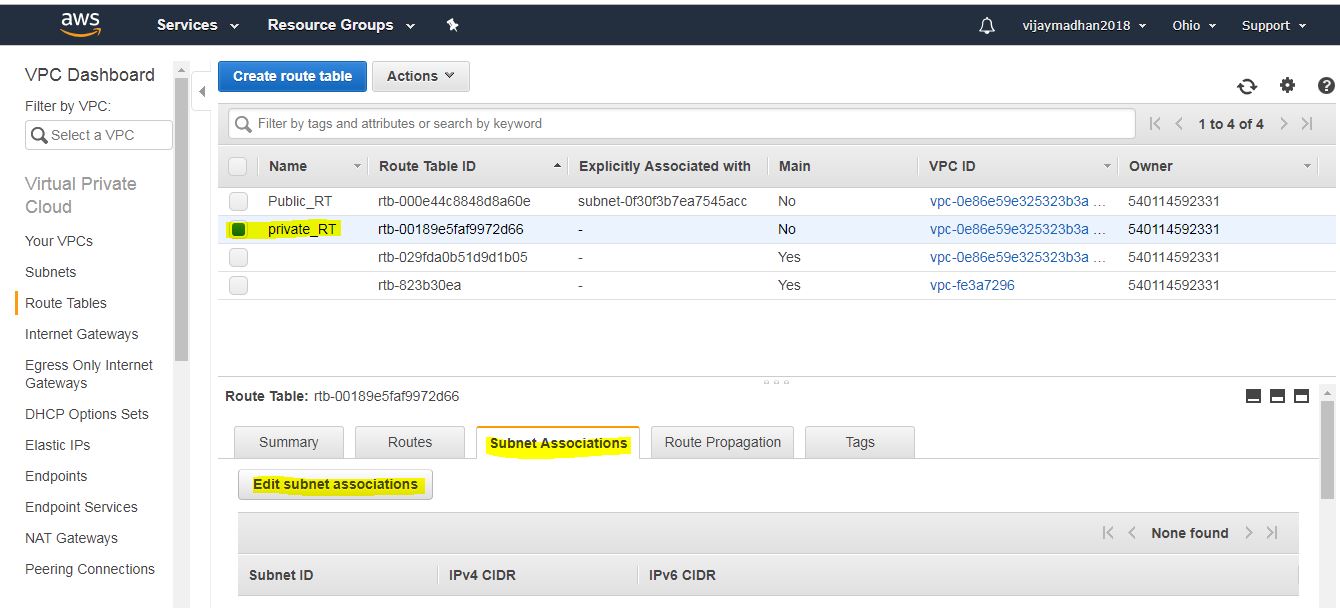 aws Services Resource Groups vijaymadhan2018 Ohio Support
VPC Dashboard
Filter by VPC:
Select a VPC
Virtual Private
Cloud
Your VPCs
Subnets
Route Tables
Internet Gateways
Egress Only Internet
Gateways
DHCP Options Sets
Elastic IPs
Endpoints
Endpoint Services
NAT Gateways
Peering Connections
Create route table Actions
Filter by tags and attributes or search by keyword 1 to 4 of 4
Name Route Table ID Explicitly Associated with Main VPC ID Owner
Public_RT rtb-000e44c8848d8a60e subnet-0f30f3b7ea7545acc No vpc-0e86e59e325323b3a ... 540114592331
private_RT rtb-00189e5faf9972d66 - No vpc-0e86e59e325323b3a ... 540114592331
rtb-029fda0b51d9d1b05 - Yes vpc-0e86e59e325323b3a ... 540114592331
rtb-823b30ea - Yes vpc-fe3a7296 540114592331
Route Table: rtb-00189e5faf9972d66
Summary Routes Subnet Associations Route Propagation Tags
Edit subnet associations
None found
Subnet ID IPv4 CIDR IPv6 CIDR